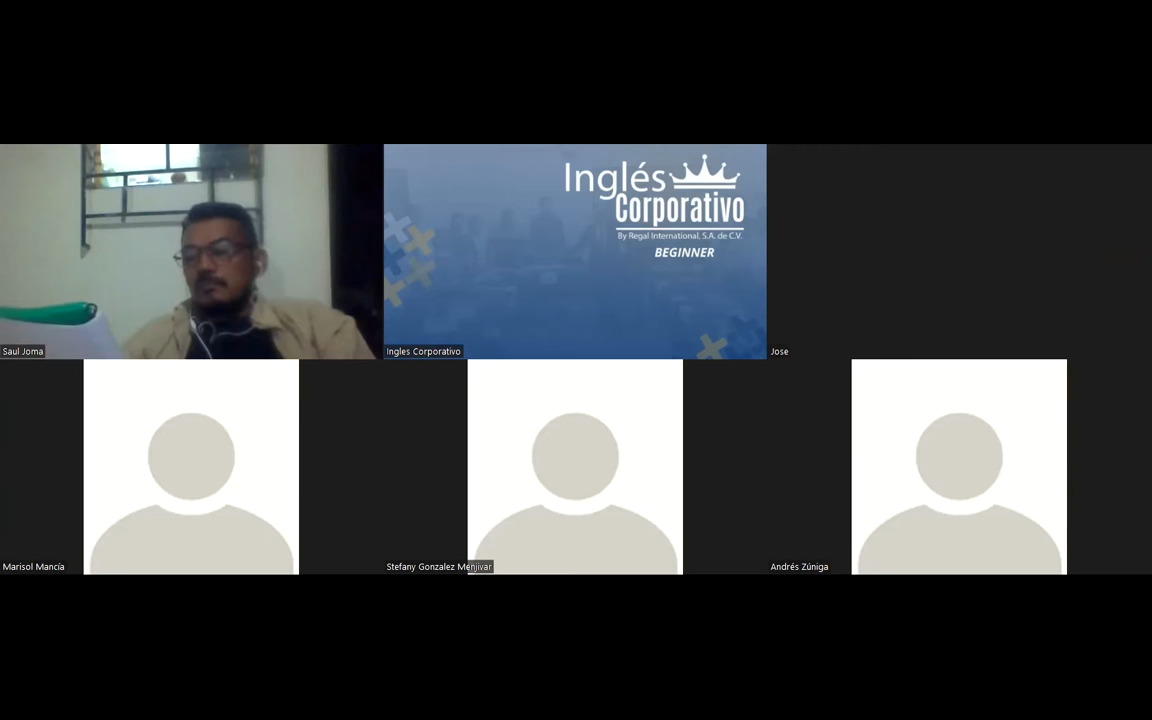 Inglés
Corporativo
By Regal International, S.A. de C.V.
BEGINNER
Saul Joma
Ingles Corporativo
Jose
Marisol Mancía
Stefany Gonzalez Menjivar
Andrés Zúniga